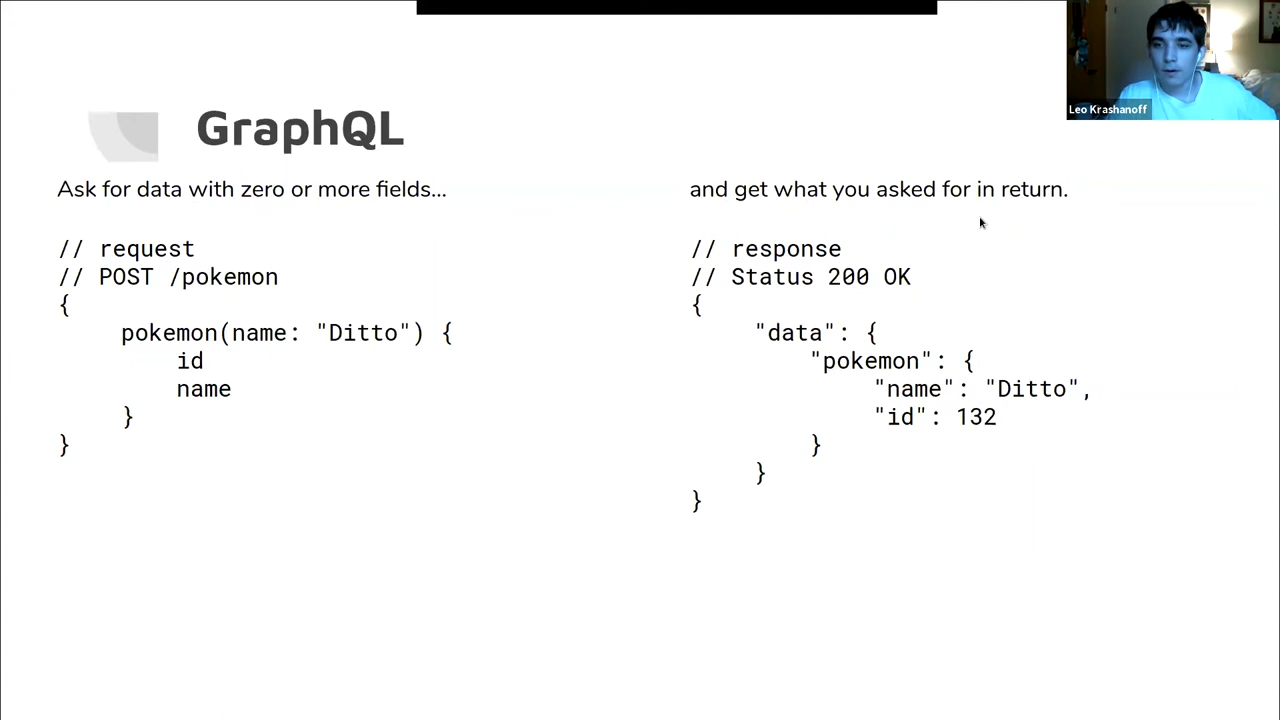 Leo Krashanoff
GraphQL
Ask for data with zero or more fields...
// request
// POST /pokemon
{
pokemon(name: "Ditto") {
id
name
}
}
and get what you asked for in return.
// response
// Status 200 OK
{
"data": {
"pokemon": {
"name": "Ditto",
"id": 132
}
}
}